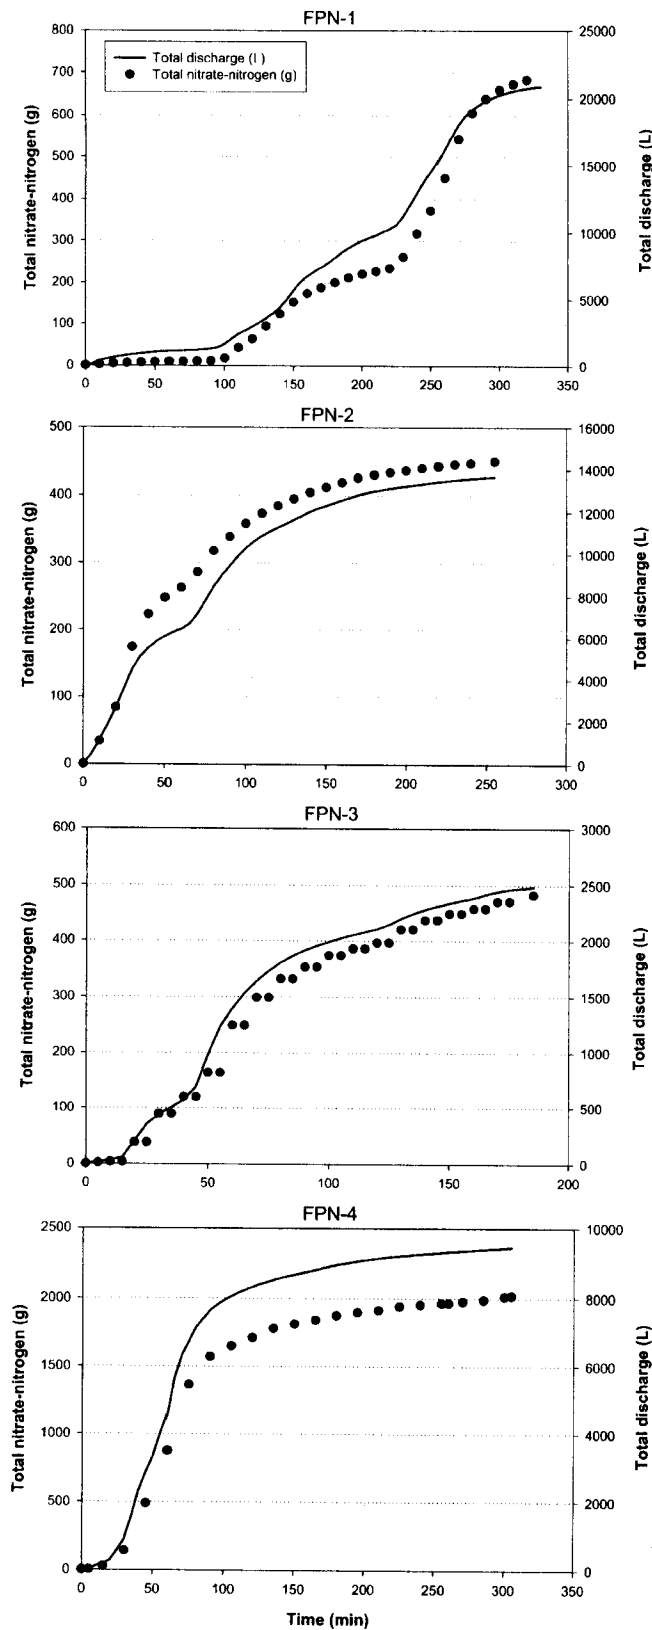 FPN-1
800
700
600
500
400
300
200
100
0
Total nitrate-nitrogen (g)
Total discharge (L)
Total nitrate-nitrogen (g)
25000
20000
15000
10000
5000
0
Total discharge (L)
0 50 100 150 200 250 300 350
FPN-2
500
400
300
200
100
0
Total nitrate-nitrogen (g)
16000
14000
12000
10000
8000
6000
4000
2000
0
Total discharge (L)
0 50 100 150 200 250 300
FPN-3
600
500
400
300
200
100
0
Total nitrate-nitrogen (g)
3000
2500
2000
1500
1000
500
0
Total discharge (L)
0 50 100 150 200
FPN-4
2500
2000
1500
1000
500
0
Total nitrate-nitrogen (g)
10000
8000
6000
4000
2000
0
Total discharge (L)
0 50 100 150 200 250 300 350
Time (min)